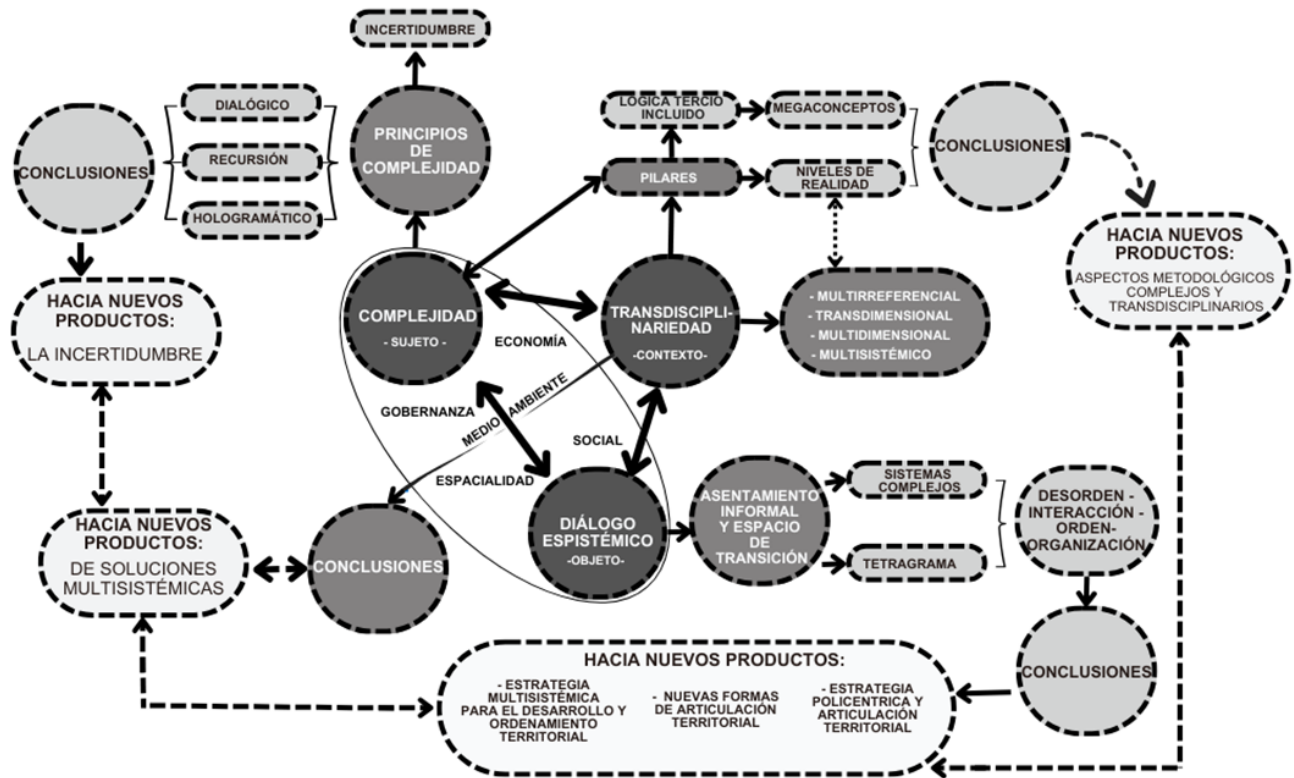 INCERTIDUMBRE
DIALÓGICO
RECURSIÓN
HOLOGRAMÁTICO
CONCLUSIONES
PRINCIPIOS
DE
COMPLEJIDAD
LÓGICA TERCIO
INCLUIDO
MEGACONCEPTOS
PILARES
NIVELES DE
REALIDAD
CONCLUSIONES
HACIA NUEVOS
PRODUCTOS:
ASPECTOS METODOLÓGICOS
COMPLEJOS Y
TRANSDISCIPLINARIOS
HACIA NUEVOS
PRODUCTOS:
LA INCERTIDUMBRE
COMPLEJIDAD
- SUJETO -
ECONOMÍA
TRANSDISCIPLI-
NARIEDAD
-CONTEXTO-
- MULTIRREFERENCIAL
- TRANSDIMENSIONAL
- MULTIDIMENSIONAL
- MULTISISTÉMICO
GOBERNANZA
MEDIO AMBIENTE
SOCIAL
ESPACIALIDAD
DIÁLOGO
ESPISTÉMICO
-OBJETO-
ASENTAMIENTO
INFORMAL
Y ESPACIO
DE
TRANSICIÓN
SISTEMAS
COMPLEJOS
TETRAGRAMA
DESORDEN -
INTERACCIÓN -
ORDEN-
ORGANIZACIÓN
HACIA NUEVOS
PRODUCTOS:
DE SOLUCIONES
MULTISISTÉMICAS
CONCLUSIONES
CONCLUSIONES
HACIA NUEVOS PRODUCTOS:
- ESTRATEGIA
MULTISISTÉMICA
PARA EL DESARROLLO Y
ORDENAMIENTO
TERRITORIAL
- NUEVAS FORMAS
DE ARTICULACIÓN
TERRITORIAL
- ESTRATEGIA
POLICENTRICA Y
ARTICULACIÓN
TERRITORIAL